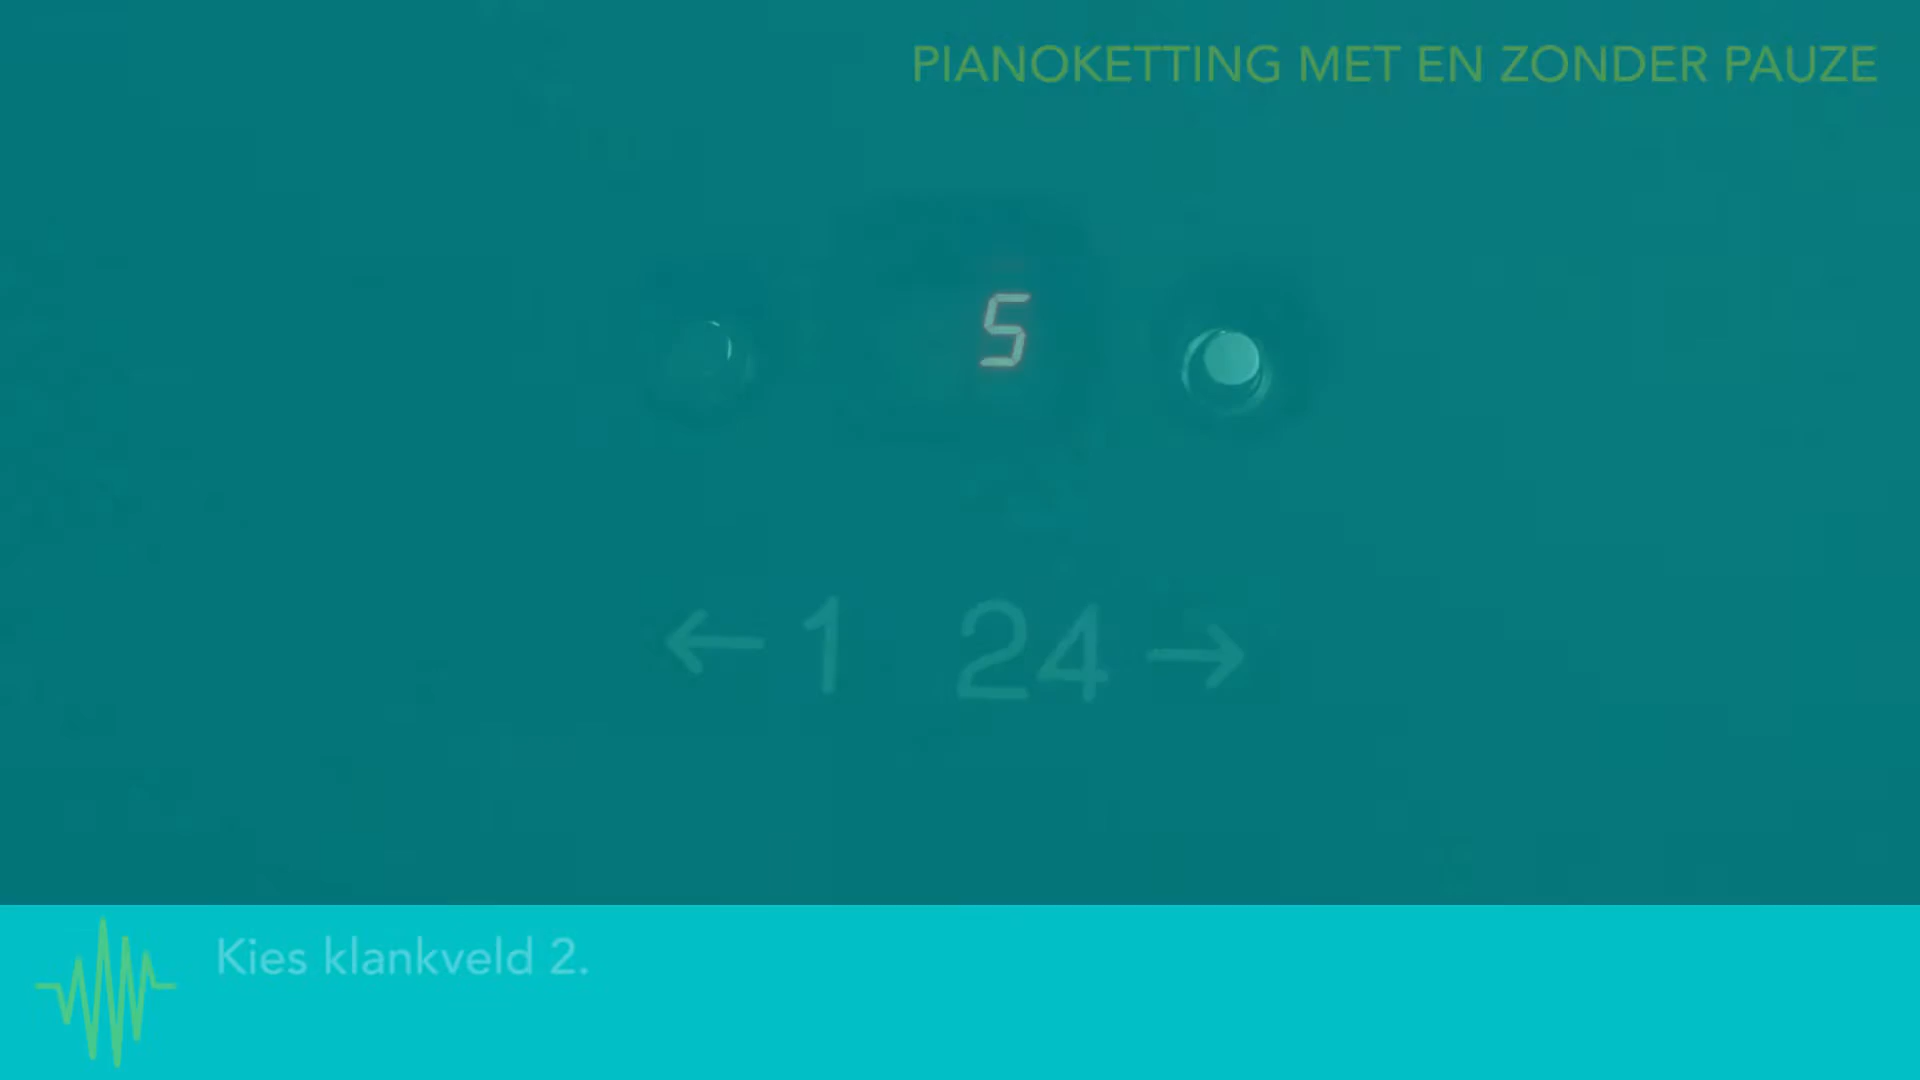 PIANOKETTING MET EN ZONDER PAUZE
5
← 1 24 →
Kies klankveld 2.